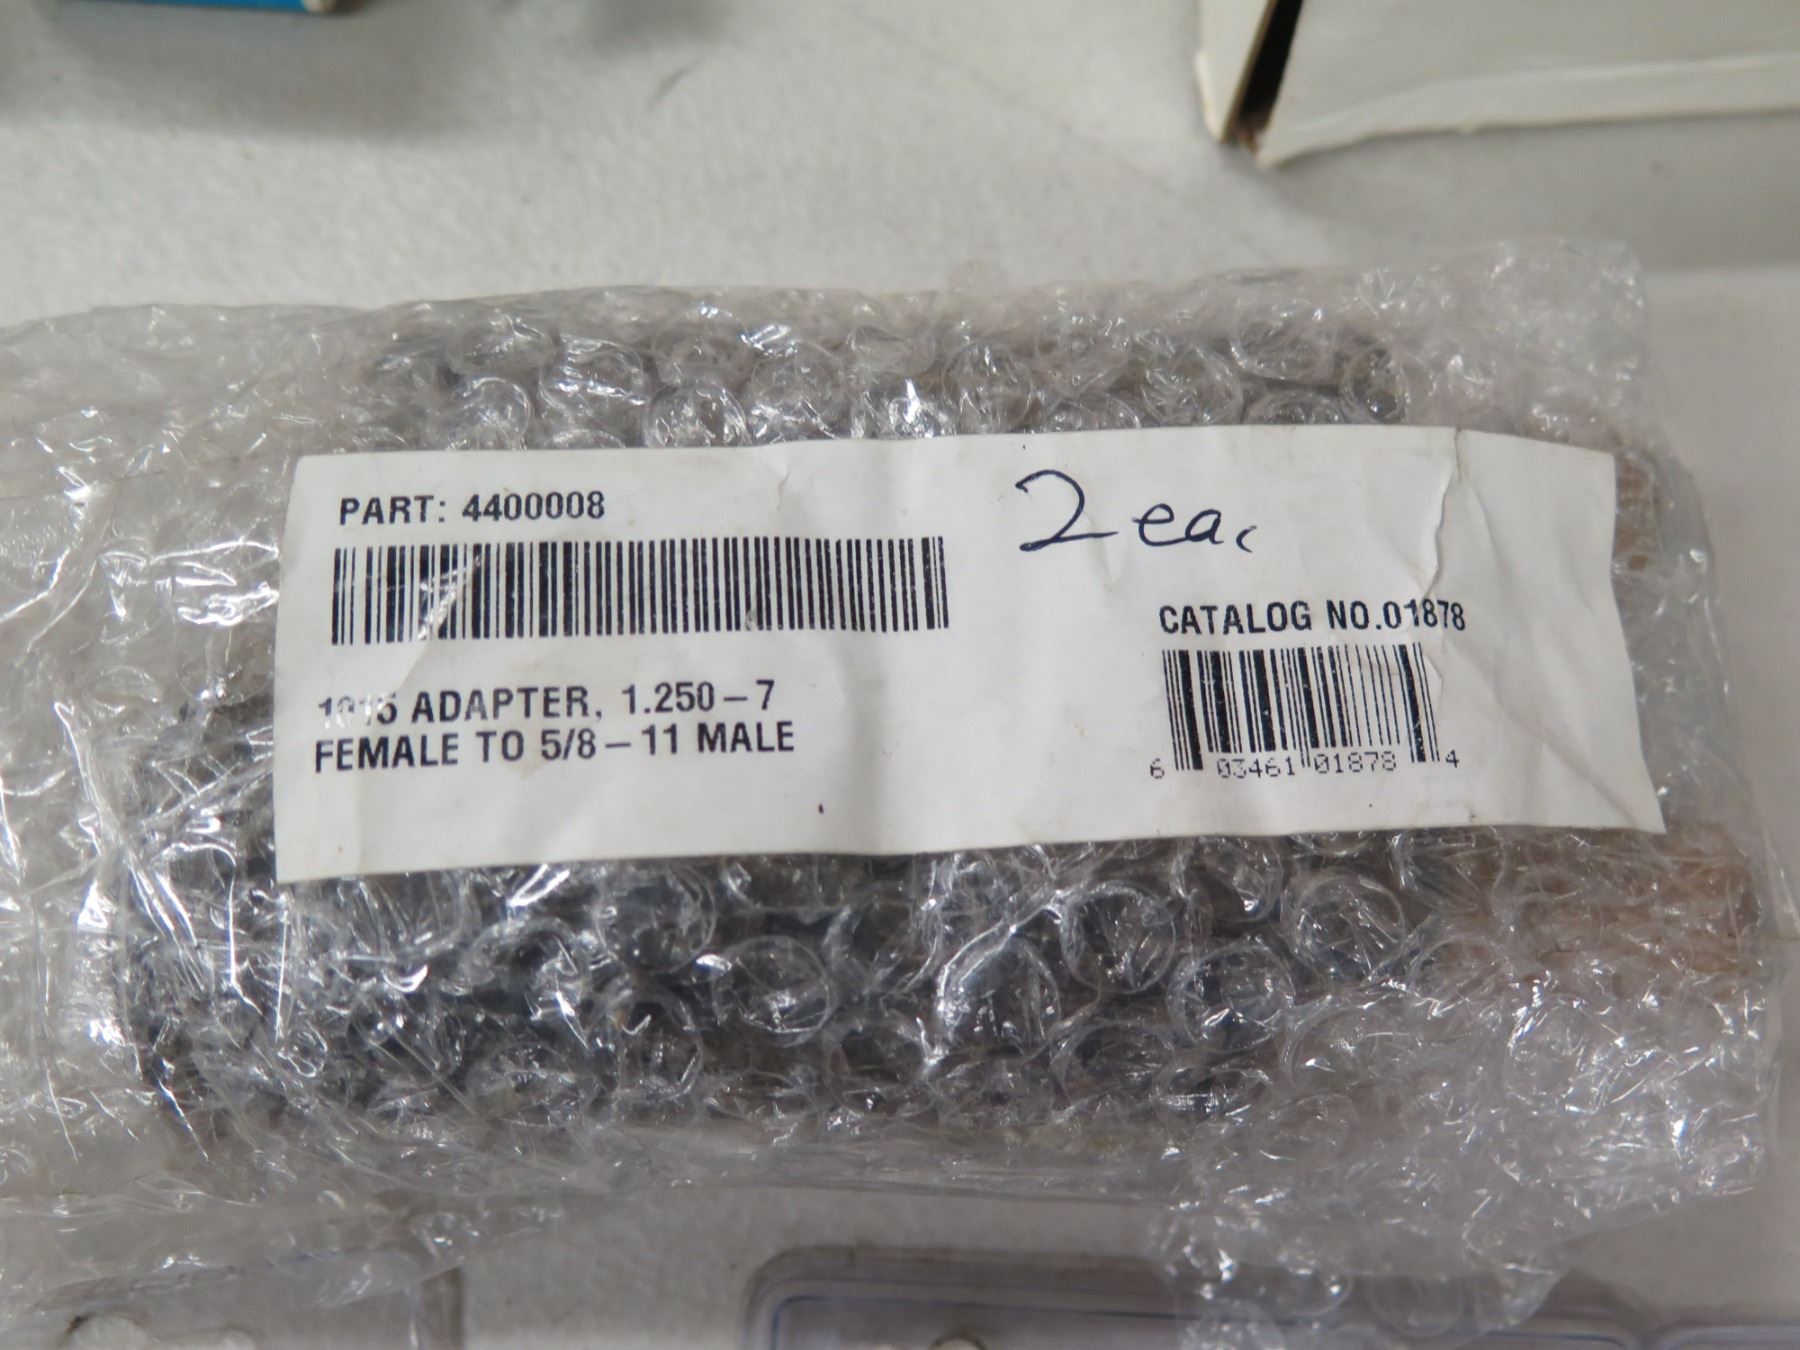 PART: 4400008
2 ea.
CATALOG NO.01878
1015 ADAPTER, 1.250-7
FEMALE TO 5/8-11 MALE
6 03461 01878 4